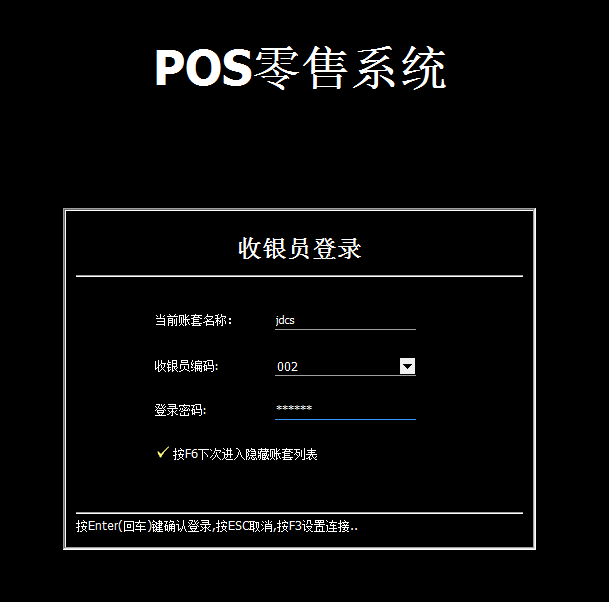 POS零售系统
收银员登录
当前账套名称: jdcs
收银员编码: 002
登录密码: ******
按F6下次进入隐藏账套列表
按Enter(回车)键确认登录,按ESC取消,按F3设置连接..